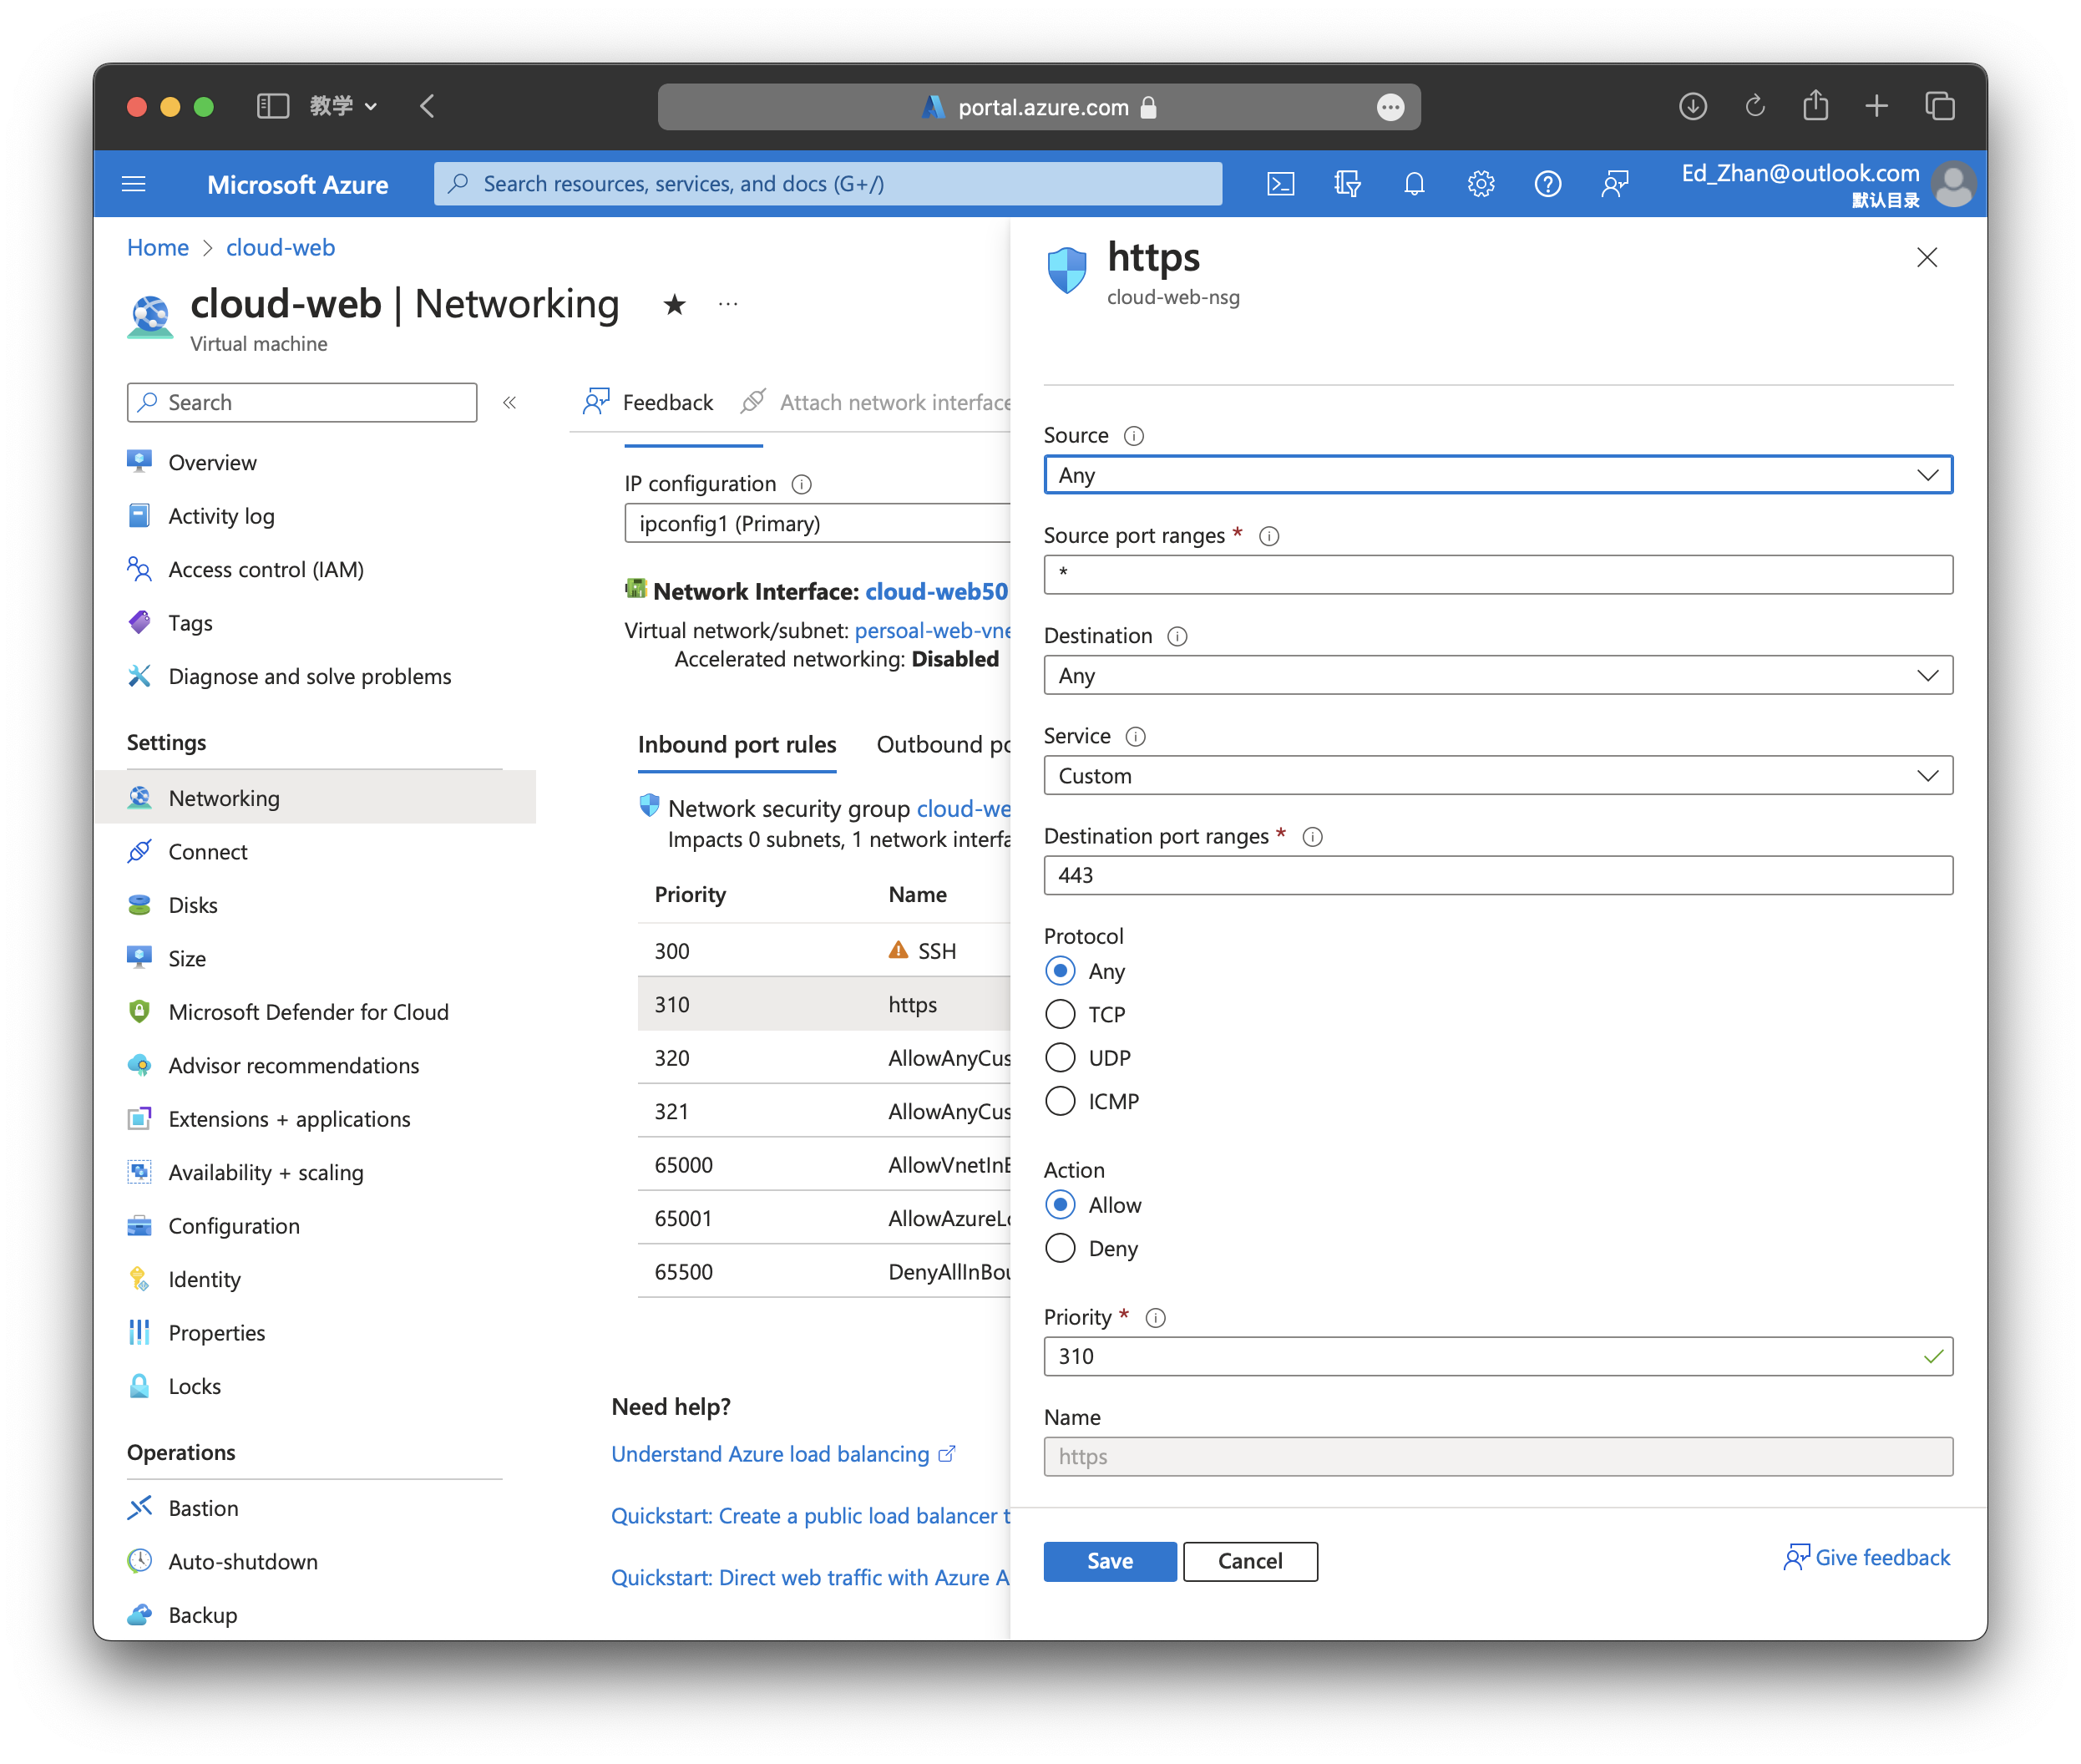 教学
portal.azure.com
Microsoft Azure
Search resources, services, and docs (G+/)
Ed_Zhan@outlook.com
默认目录
Home > cloud-web
cloud-web | Networking
Virtual machine
Search
Overview
Activity log
Access control (IAM)
Tags
Diagnose and solve problems
Settings
Networking
Connect
Disks
Size
Microsoft Defender for Cloud
Advisor recommendations
Extensions + applications
Availability + scaling
Configuration
Identity
Properties
Locks
Operations
Bastion
Auto-shutdown
Backup
Feedback
Attach network interface
IP configuration
ipconfig1 (Primary)
Network Interface: cloud-web50
Virtual network/subnet: persoal-web-vne
Accelerated networking: Disabled
Inbound port rules Outbound po
Network security group cloud-we
Impacts 0 subnets, 1 network interfa
Priority Name
300 SSH
310 https
320 AllowAnyCus
321 AllowAnyCus
65000 AllowVnetInB
65001 AllowAzureLo
65500 DenyAllInBou
Need help?
Understand Azure load balancing
Quickstart: Create a public load balancer t
Quickstart: Direct web traffic with Azure A
https
cloud-web-nsg
Source
Any
Source port ranges *
*
Destination
Any
Service
Custom
Destination port ranges *
443
Protocol
Any
TCP
UDP
ICMP
Action
Allow
Deny
Priority *
310
Name
https
Save Cancel
Give feedback